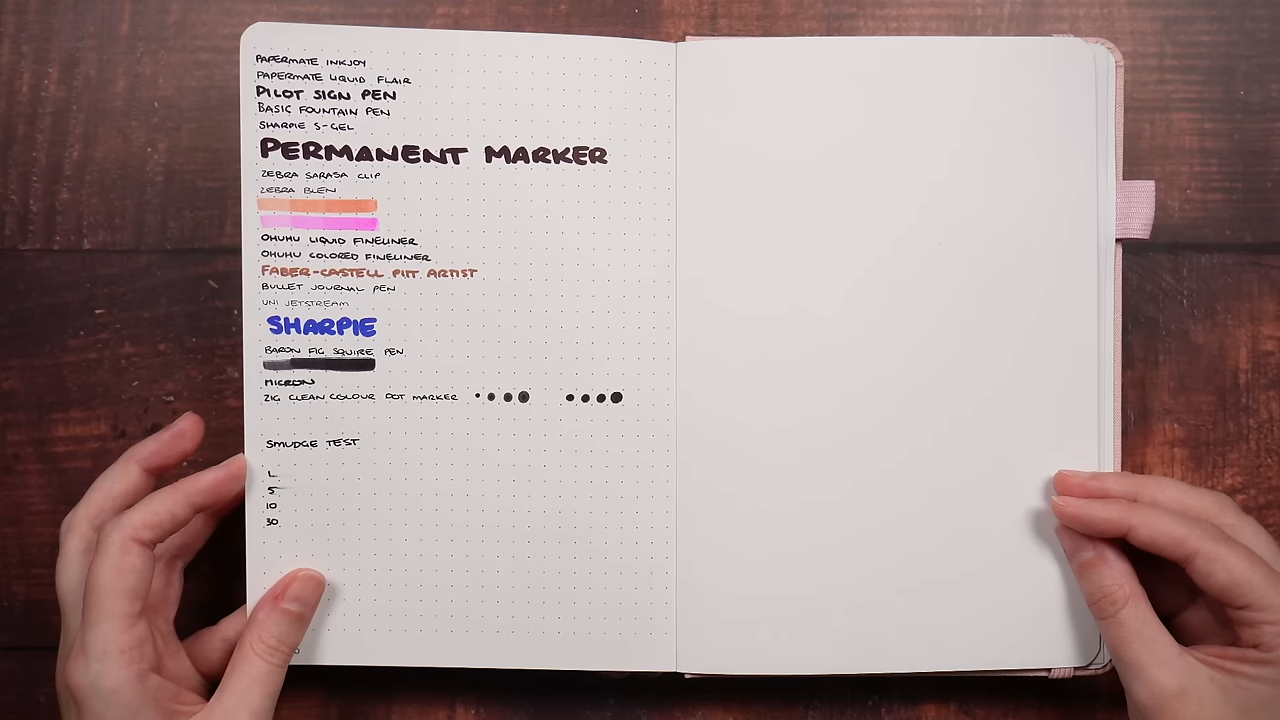 PAPERMATE INKJOY
PAPERMATE LIQUID FLAIR
PILOT SIGN PEN
BASIC FOUNTAIN PEN
SHARPIE S-GEL
PERMANENT MARKER
ZEBRA SARASA CLIP
ZEBRA BLEN
OHUHU LIQUID FINELINER
OHUHU COLORED FINELINER
FABER-CASTELL PITT ARTIST
BULLET JOURNAL PEN
UNI JETSTREAM
SHARPIE
BARON FIG SQUIRE PEN
MICRON
ZIG CLEAN COLOUR DOT MARKER
SMUDGE TEST
1
5
10
30